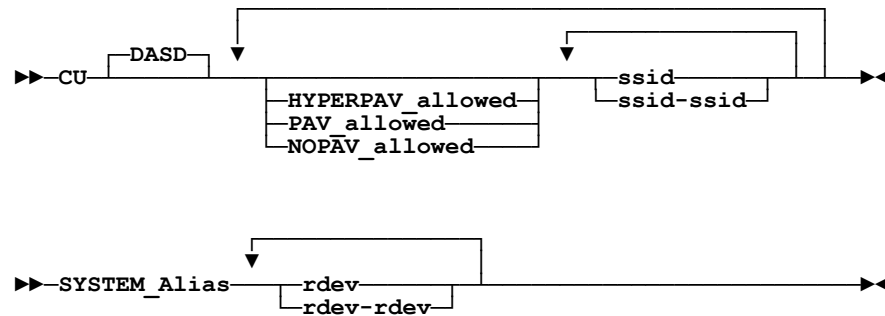 DASD
CU ssid
HYPERPAV_allowed ssid-ssid
PAV_allowed
NOPAV_allowed
SYSTEM_Alias rdev
rdev-rdev